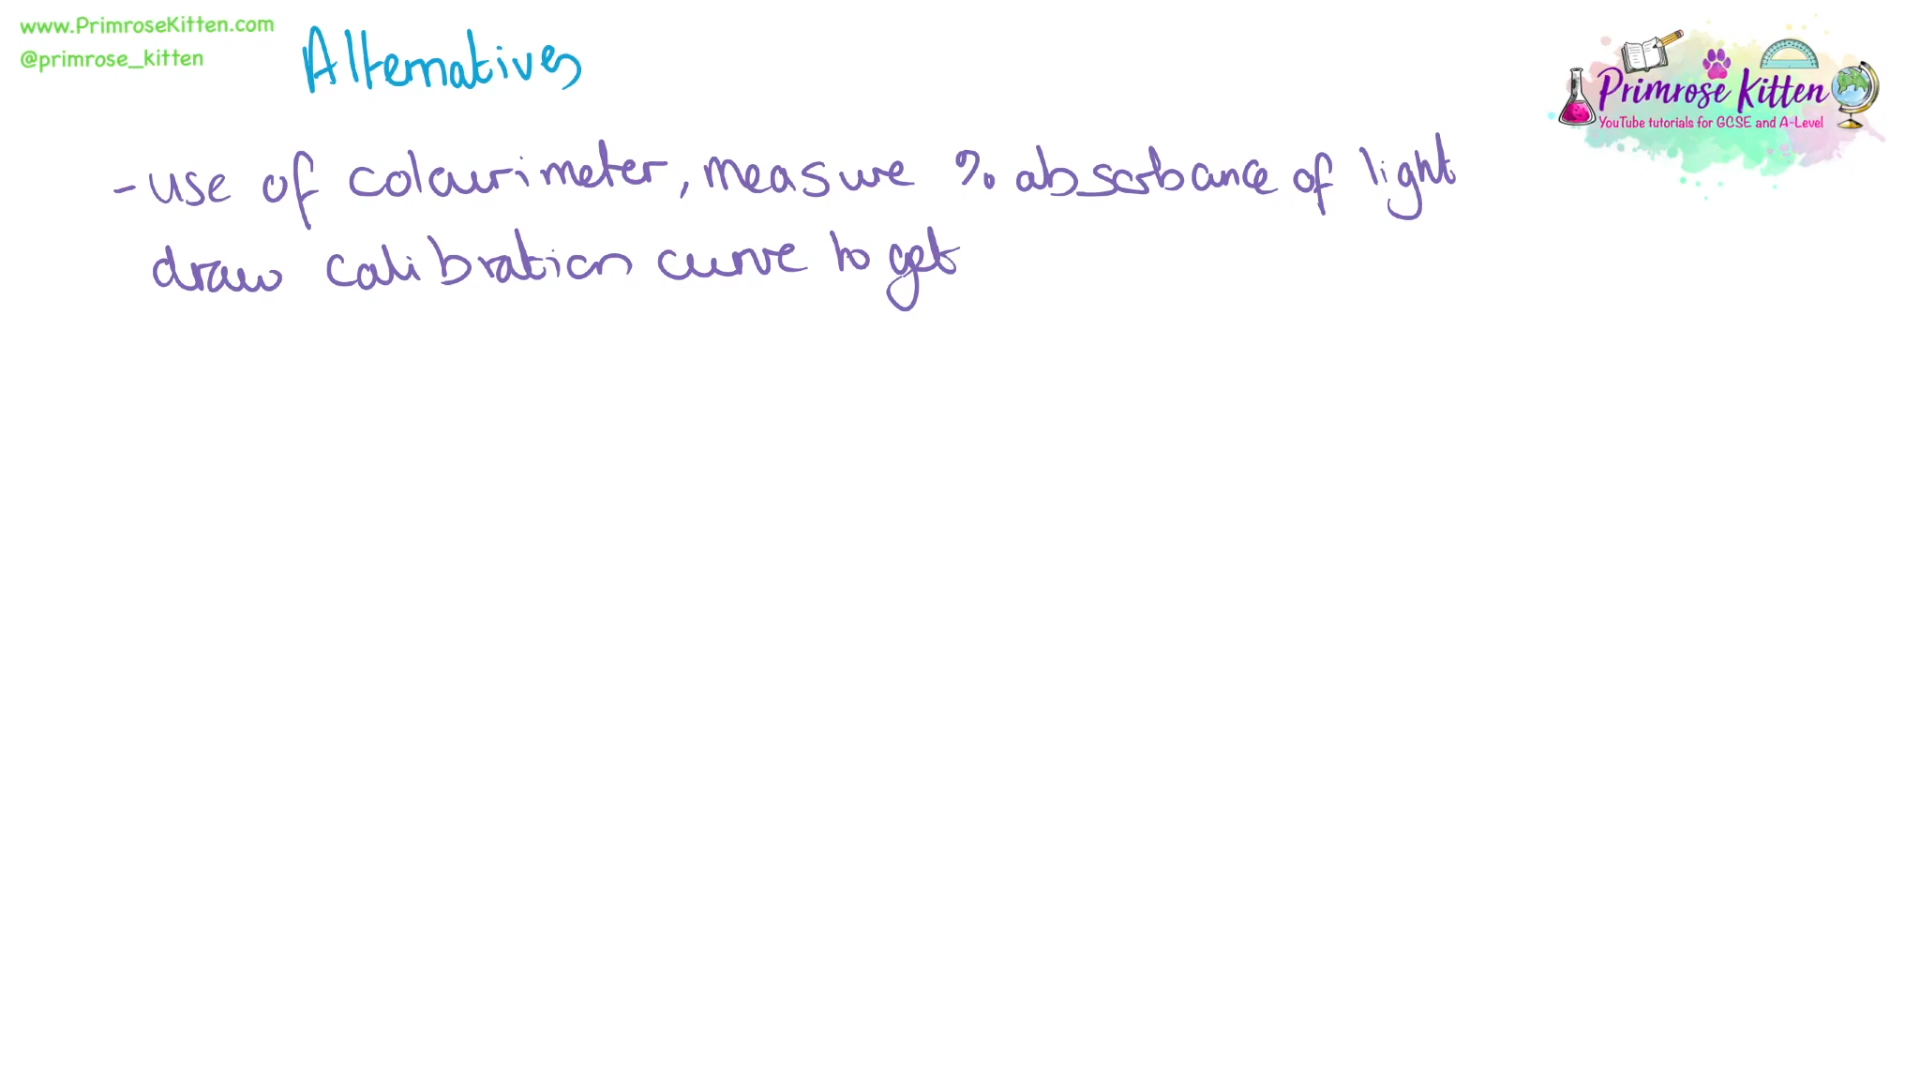 www.PrimroseKitten.com
@primrose_kitten
Alternatives
Primrose Kitten
YouTube tutorials for GCSE and A-Level
- use of colourimeter, measure % absorbance of light
draw calibration curve to get